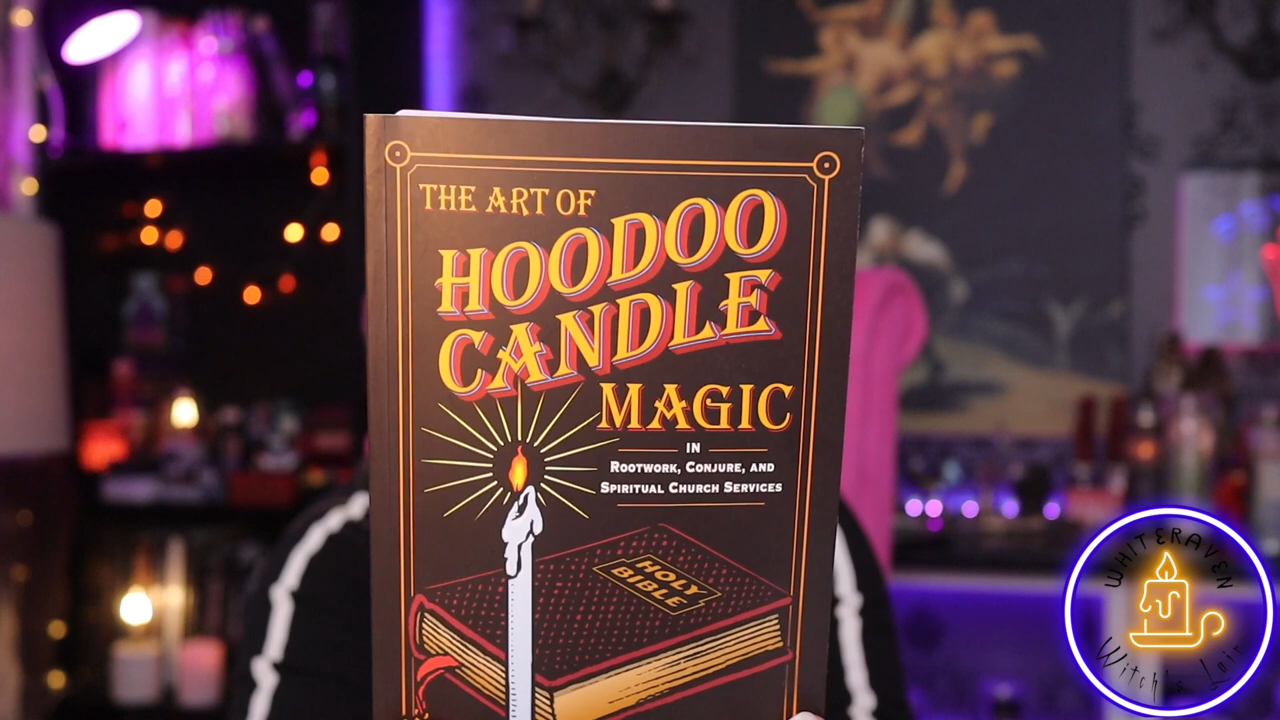 THE ART OF
HOODOO
CANDLE
MAGIC
IN
ROOTWORK, CONJURE, AND
SPIRITUAL CHURCH SERVICES
HOLY
BIBLE
WHITERAVEN
Witch's Lair